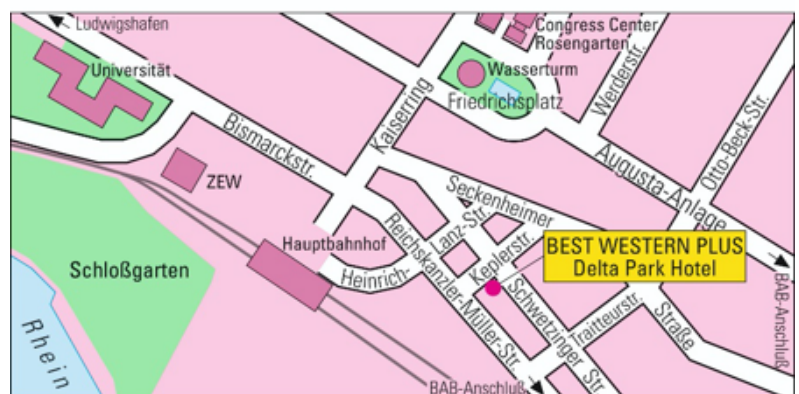 Ludwigshafen
Congress Center
Rosengarten
Universität
Wasserturm
Friedrichsplatz
Werderstr.
Kaiserring
Bismarckstr.
Otto-Beck-Str.
Augusta-Anlage
ZEW
Seckenheimer
Lanz-Str.
Hauptbahnhof
Reichskanzler-Müller-Str.
Keplerstr.
BEST WESTERN PLUS
Delta Park Hotel
Schloßgarten
Heinrich-
Schwetzinger Str.
Traitteurstr.
Straße
BAB-Anschluß
Rhein
BAB-Anschluß